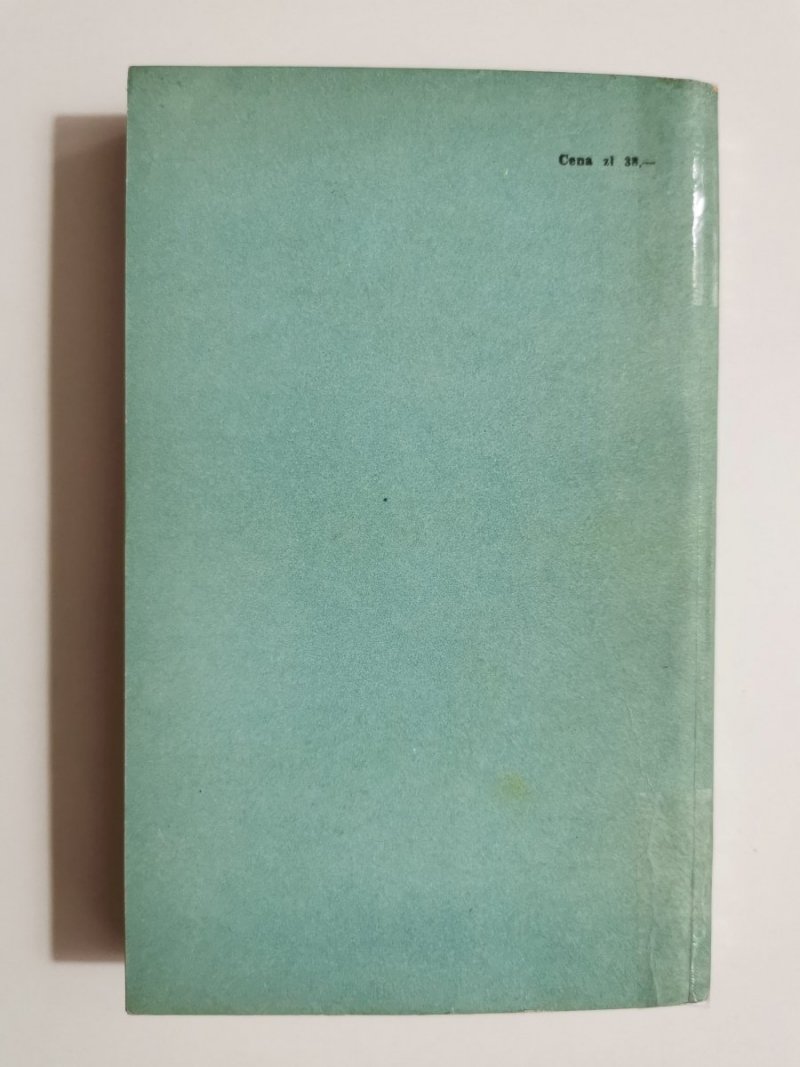 Cena zł 38,—